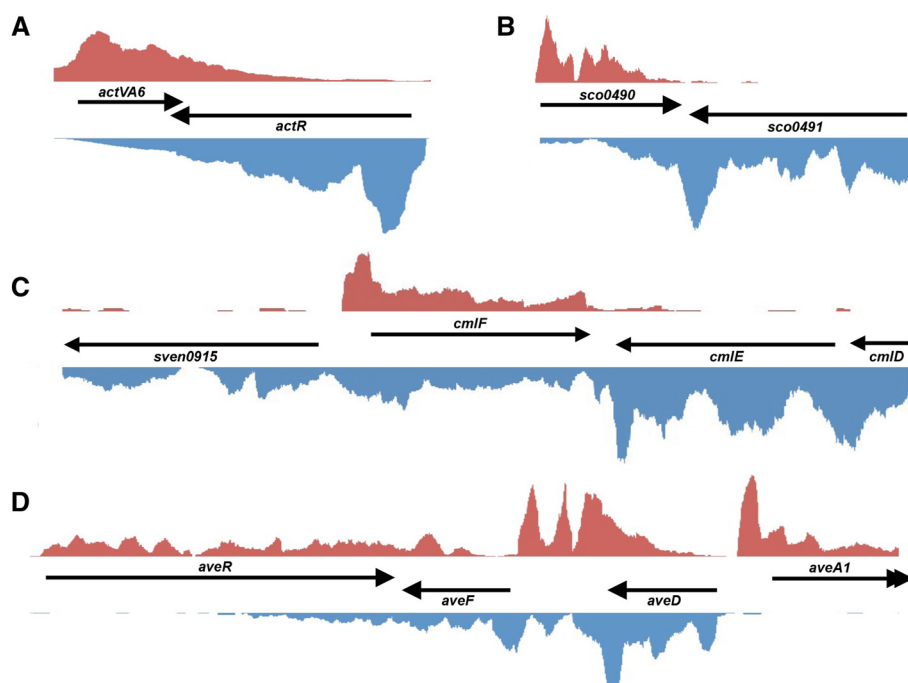 A
B
actVA6
actR
sco0490
sco0491
C
cmlF
sven0915
cmlE
cmlD
D
aveR
aveF
aveD
aveA1